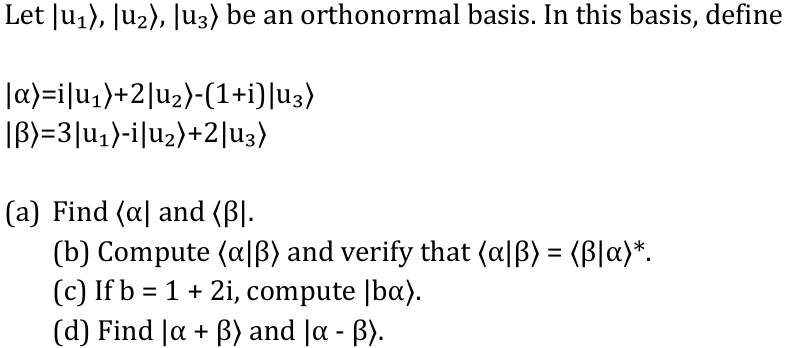 Let |u₁⟩, |u₂⟩, |u₃⟩ be an orthonormal basis. In this basis, define
|α⟩=i|u₁⟩+2|u₂⟩-(1+i)|u₃⟩
|β⟩=3|u₁⟩-i|u₂⟩+2|u₃⟩
(a) Find ⟨α| and ⟨β|.
(b) Compute ⟨α|β⟩ and verify that ⟨α|β⟩ = ⟨β|α⟩*.
(c) If b = 1 + 2i, compute |bα⟩.
(d) Find |α + β⟩ and |α - β⟩.